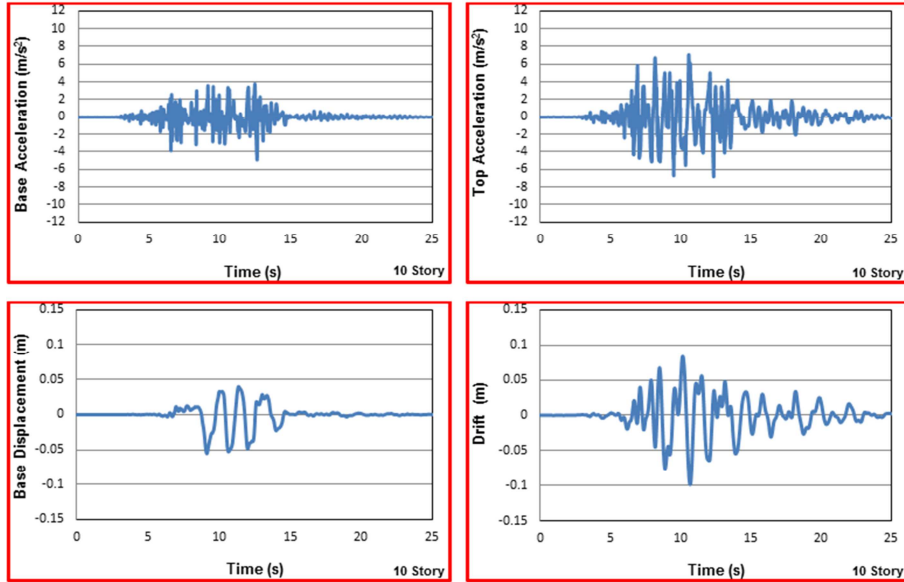 Base Acceleration (m/s²)
12
10
8
6
4
2
0
-2
-4
-6
-8
-10
-12
0 5 10 15 20 25
Time (s)
10 Story
Top Acceleration (m/s²)
12
10
8
6
4
2
0
-2
-4
-6
-8
-10
-12
0 5 10 15 20 25
Time (s)
10 Story
Base Displacement (m)
0.15
0.1
0.05
0
-0.05
-0.1
-0.15
0 5 10 15 20 25
Time (s)
10 Story
Drift (m)
0.15
0.1
0.05
0
-0.05
-0.1
-0.15
0 5 10 15 20 25
Time (s)
10 Story